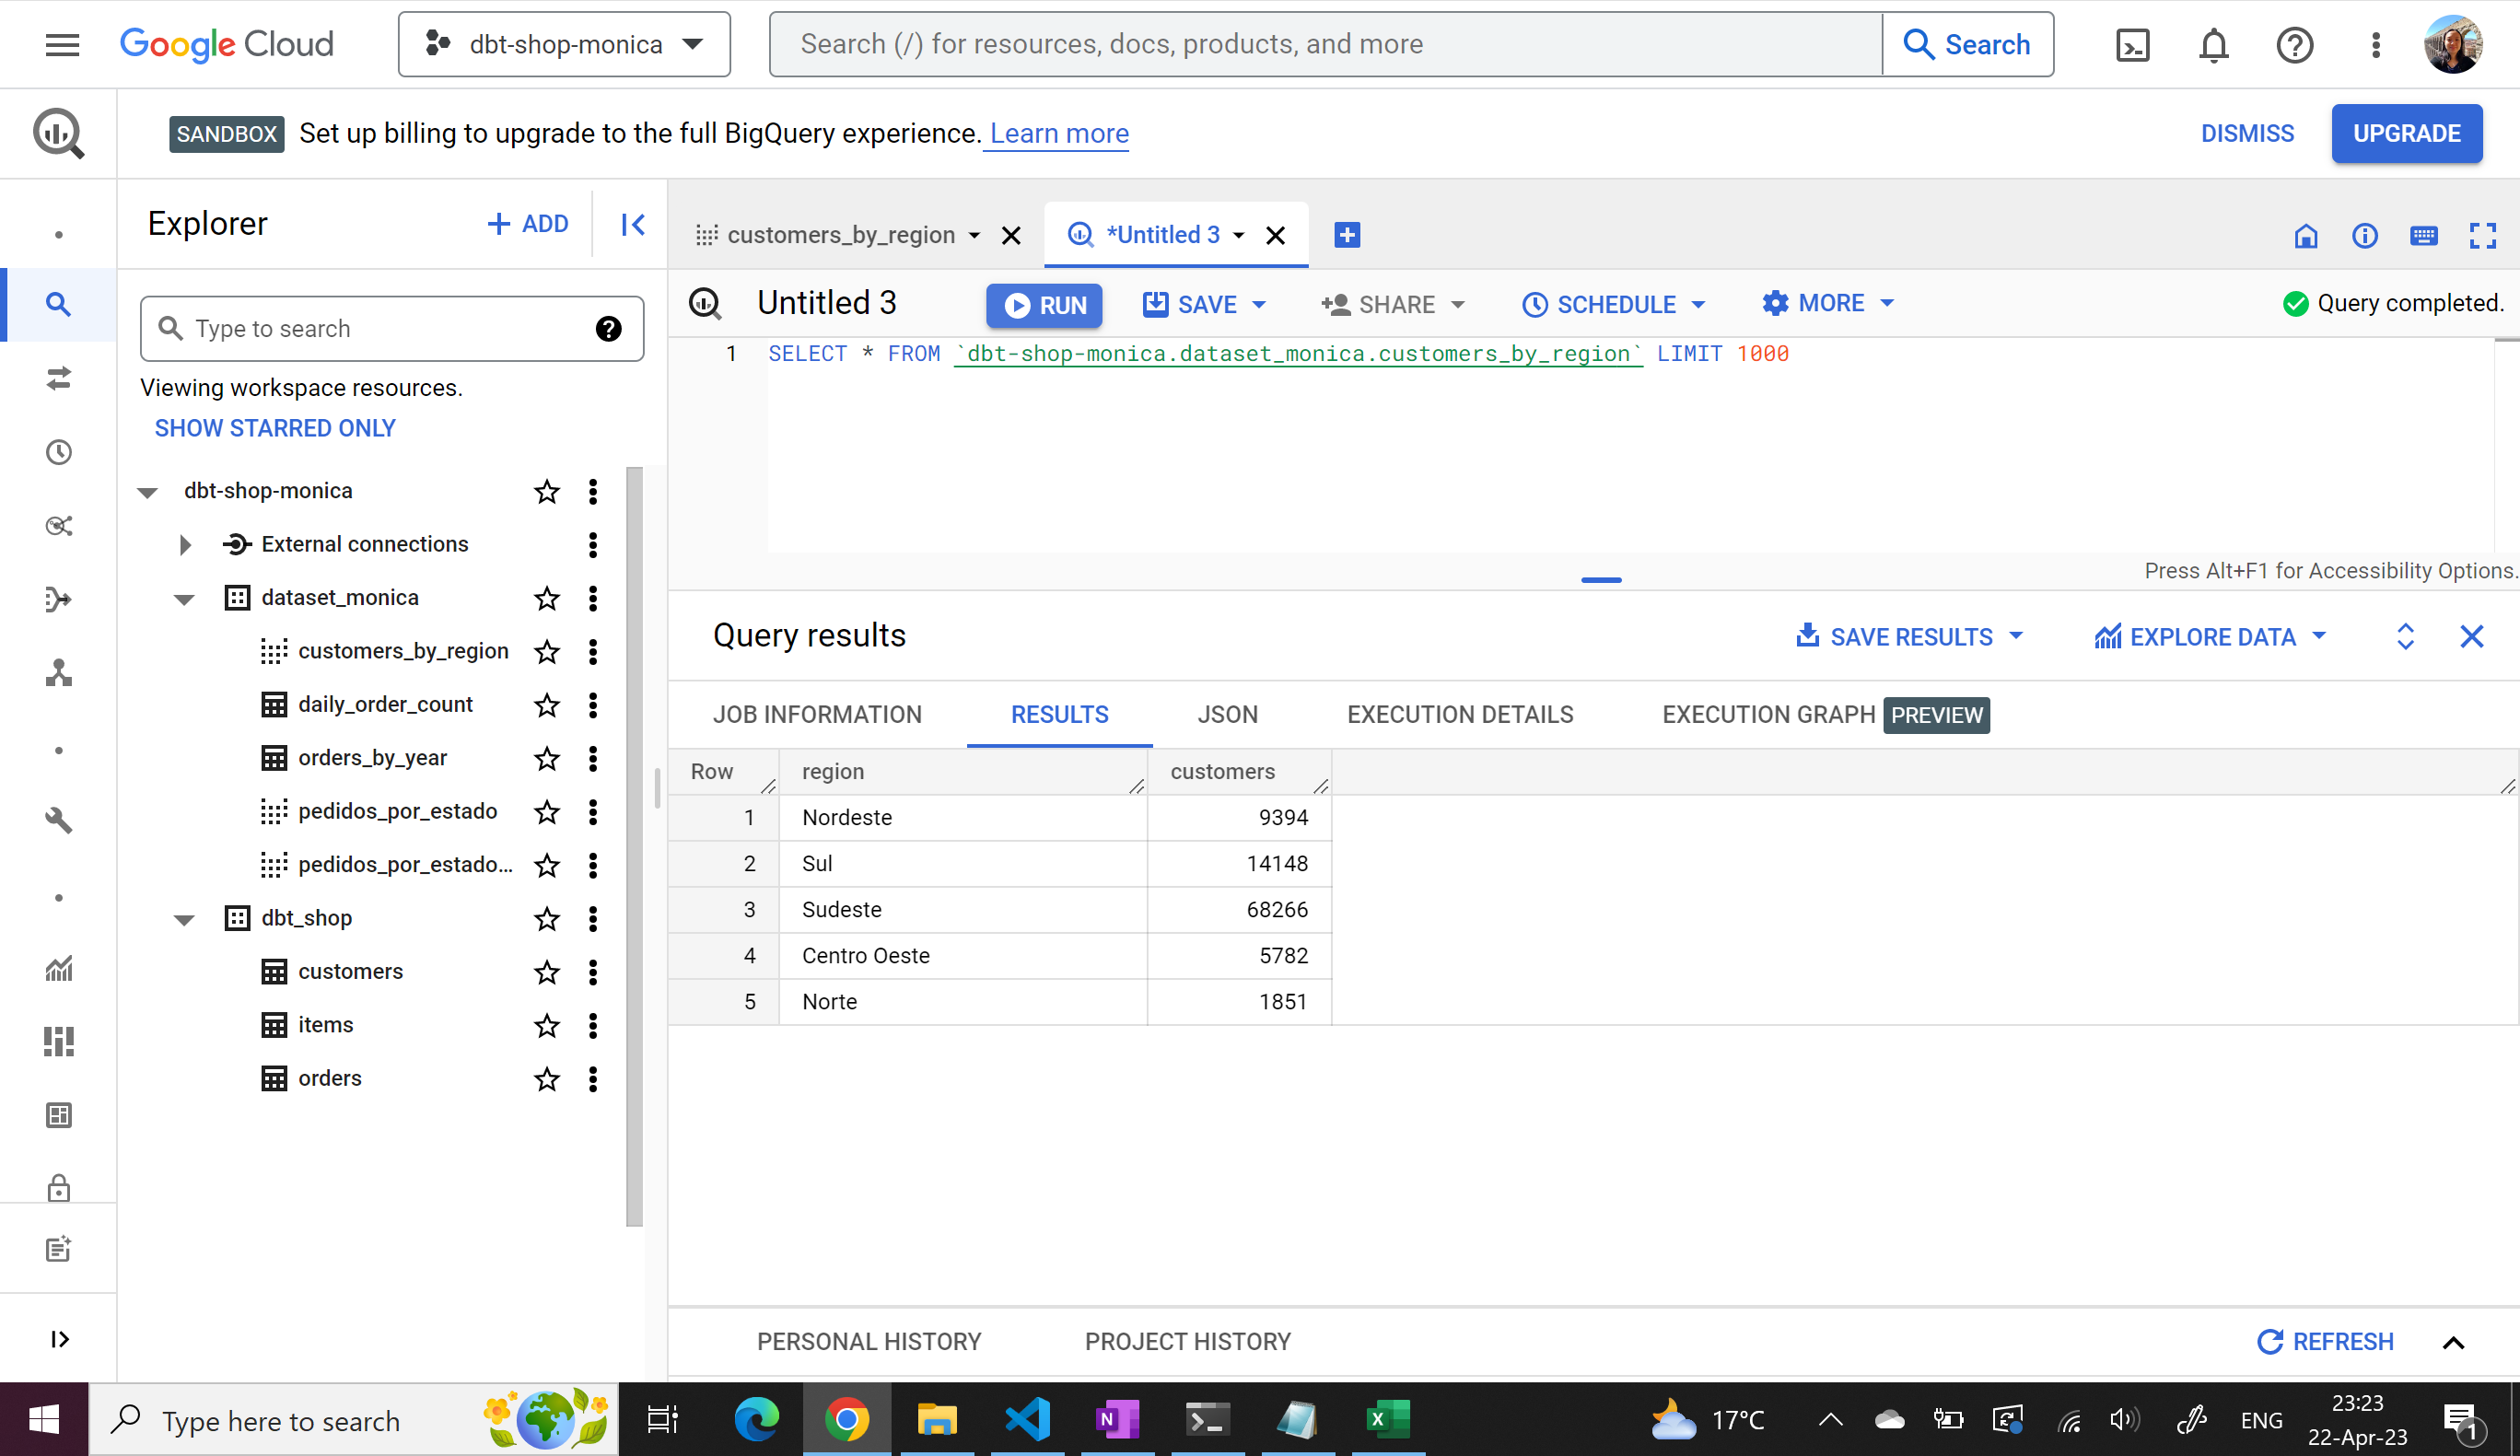 Google Cloud
dbt-shop-monica
Search (/) for resources, docs, products, and more
Search
SANDBOX Set up billing to upgrade to the full BigQuery experience. Learn more
DISMISS
UPGRADE
Explorer
+ ADD
customers_by_region
*Untitled 3
Untitled 3
RUN
SAVE
SHARE
SCHEDULE
MORE
Query completed.
Type to search
Viewing workspace resources.
SHOW STARRED ONLY
1 SELECT * FROM `dbt-shop-monica.dataset_monica.customers_by_region` LIMIT 1000
Press Alt+F1 for Accessibility Options.
dbt-shop-monica
External connections
dataset_monica
customers_by_region
daily_order_count
orders_by_year
pedidos_por_estado
pedidos_por_estado...
dbt_shop
customers
items
orders
Query results
SAVE RESULTS
EXPLORE DATA
JOB INFORMATION
RESULTS
JSON
EXECUTION DETAILS
EXECUTION GRAPH PREVIEW
Row region customers
1 Nordeste 9394
2 Sul 14148
3 Sudeste 68266
4 Centro Oeste 5782
5 Norte 1851
PERSONAL HISTORY
PROJECT HISTORY
REFRESH
Type here to search
N
X
17°C
ENG
23:23
22-Apr-23
1